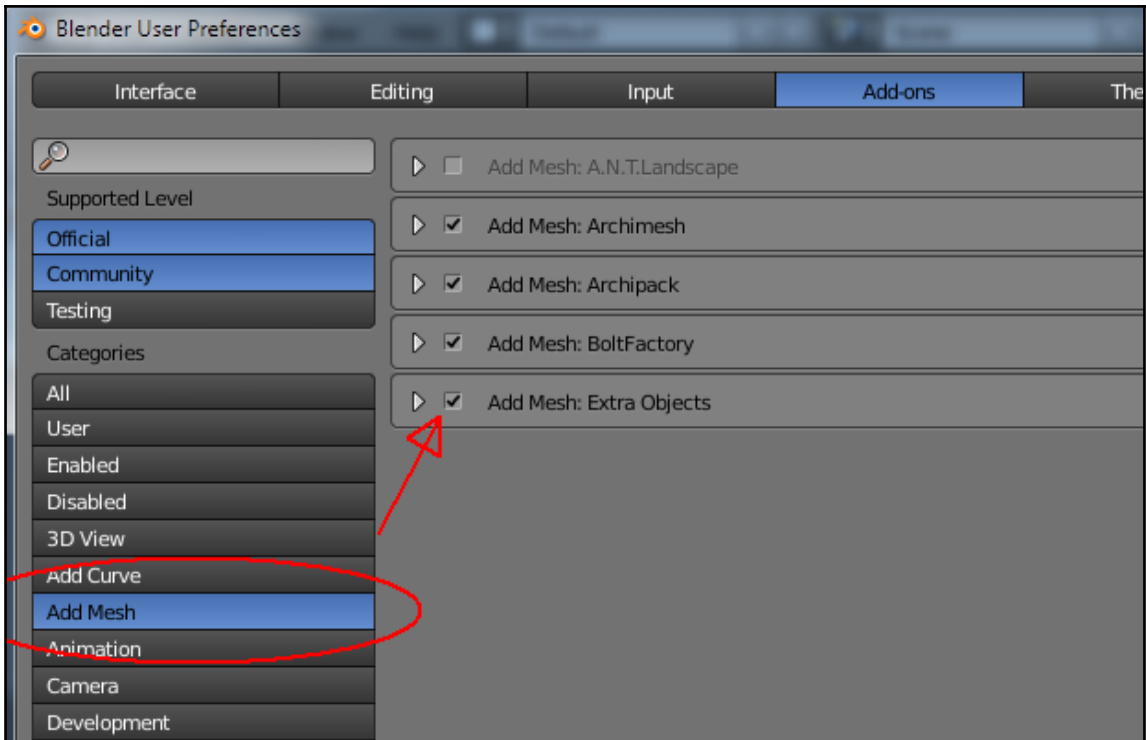 Blender User Preferences
Interface
Editing
Input
Add-ons
The
Supported Level
Official
Community
Testing
Categories
All
User
Enabled
Disabled
3D View
Add Curve
Add Mesh
Animation
Camera
Development
Add Mesh: A.N.T.Landscape
Add Mesh: Archimesh
Add Mesh: Archipack
Add Mesh: BoltFactory
Add Mesh: Extra Objects